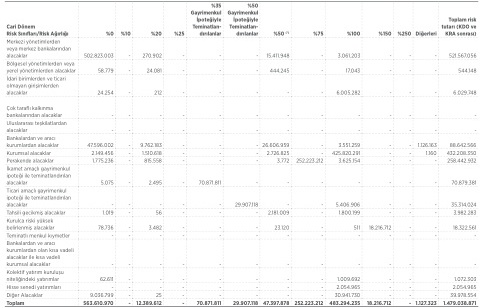 %35 %50
Gayrimenkul Gayrimenkul
İpoteğiyle İpoteğiyle Toplam risk
Cari Dönem Teminatlan- Teminatlan- tutarı (KDO ve
Risk Sınıfları/Risk Ağırlığı %0 %10 %20 %25 dırılanlar dırılanlar %50 %75 %100 %150 %250 Diğerleri KRA sonrası)
Merkezi yönetimlerden
veya merkez bankalarından
alacaklar 502.823.003 - 270.902 - - - 15.411.948 - 3.061.203 - - - 521.567.056
Bölgesel yönetimlerden veya
yerel yönetimlerden alacaklar 58.779 - 24.081 - - - 444.245 - 17.043 - - - 544.148
İdari birimlerden ve ticari
olmayan girişimlerden
alacaklar 24.254 - 212 - - - - - 6.005.282 - - - 6.029.748
Çok taraflı kalkınma
bankalarından alacaklar - - - - - - - - - - - - -
Uluslararası teşkilatlardan
alacaklar - - - - - - - - - - - - -
Bankalardan ve aracı
kurumlardan alacaklar 47.596.002 - 9.762.183 - - - 26.606.959 - 3.551.259 - - 1.126.163 88.642.566
Kurumsal alacaklar 2.149.456 - 1.510.618 - - - 2.726.825 - 425.820.291 - - 1.160 432.208.350
Perakende alacaklar 1.775.236 - 815.558 - - - 3.772 252.223.212 3.625.154 - - - 258.442.932
İkamet amaçlı gayrimenkul
ipoteği ile teminatlandırılan
alacaklar 5.075 - 2.495 - 70.871.811 - - - - - - - 70.879.381
Ticari amaçlı gayrimenkul
ipoteği ile teminatlandırılan
alacaklar - - - - - 29.907.118 - - 5.406.906 - - - 35.314.024
Tahsili gecikmiş alacaklar 1.019 - 56 - - - 2.181.009 - 1.800.199 - - - 3.982.283
Kurulca riski yüksek
belirlenmiş alacaklar 78.736 - 3.482 - - - 23.120 - 511 18.216.712 - - 18.322.561
Teminatlı menkul kıymetler - - - - - - - - - - - - -
Bankalardan ve aracı
kurumlardan olan kısa vadeli
alacaklar ile kısa vadeli
kurumsal alacaklar - - - - - - - - - - - - -
Kolektif yatırım kuruluşu
niteliğindeki yatırımlar 62.611 - - - - - - - 1.009.692 - - - 1.072.303
Hisse senedi yatırımları - - - - - - - - 2.054.965 - - - 2.054.965
Diğer Alacaklar 9.036.799 - 25 - - - - - 30.941.730 - - - 39.978.554
Toplam 563.610.970 - 12.389.612 - 70.871.811 29.907.118 47.397.878 252.223.212 483.294.235 18.216.712 - 1.127.323 1.479.038.871